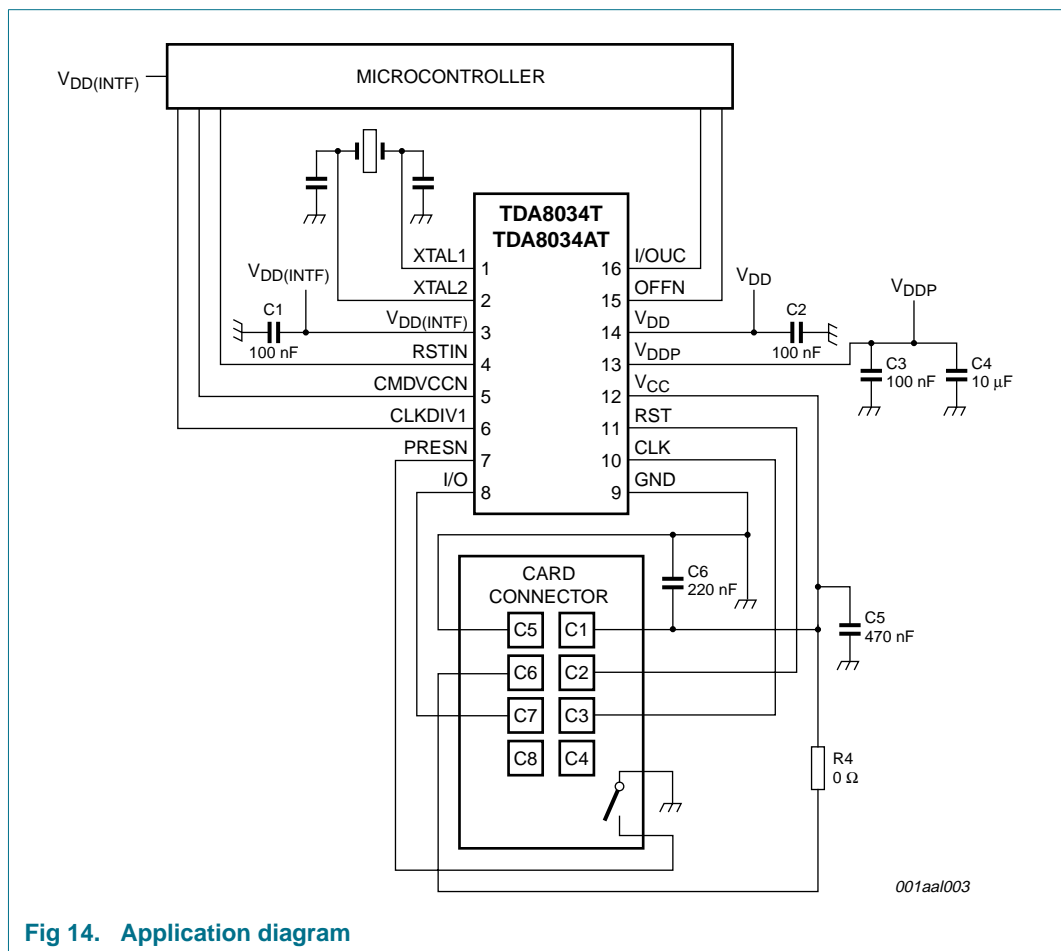 MICROCONTROLLER
VDD(INTF)
TDA8034T
TDA8034AT
XTAL1
1
XTAL2
2
VDD(INTF)
C1
100 nF
VDD(INTF)
3
RSTIN
4
CMDVCCN
5
CLKDIV1
6
PRESN
7
I/O
8
16
I/OUC
15
OFFN
14
VDD
13
VDDP
12
VCC
11
RST
10
CLK
9
GND
VDD
C2
100 nF
VDDP
C3
100 nF
C4
10 μF
CARD
CONNECTOR
C5 C1
C6 C2
C7 C3
C8 C4
C6
220 nF
C5
470 nF
R4
0 Ω
001aal003
Fig 14. Application diagram